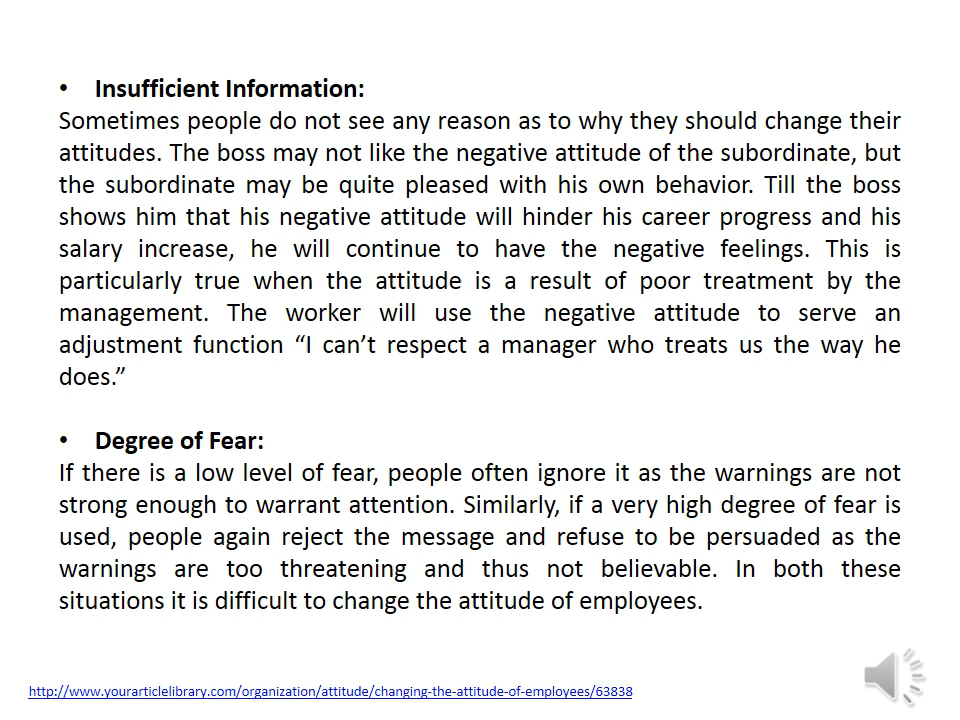 • Insufficient Information:
Sometimes people do not see any reason as to why they should change their
attitudes. The boss may not like the negative attitude of the subordinate, but
the subordinate may be quite pleased with his own behavior. Till the boss
shows him that his negative attitude will hinder his career progress and his
salary increase, he will continue to have the negative feelings. This is
particularly true when the attitude is a result of poor treatment by the
management. The worker will use the negative attitude to serve an
adjustment function “I can’t respect a manager who treats us the way he
does.”
• Degree of Fear:
If there is a low level of fear, people often ignore it as the warnings are not
strong enough to warrant attention. Similarly, if a very high degree of fear is
used, people again reject the message and refuse to be persuaded as the
warnings are too threatening and thus not believable. In both these
situations it is difficult to change the attitude of employees.
http://www.yourarticlelibrary.com/organization/attitude/changing-the-attitude-of-employees/63838